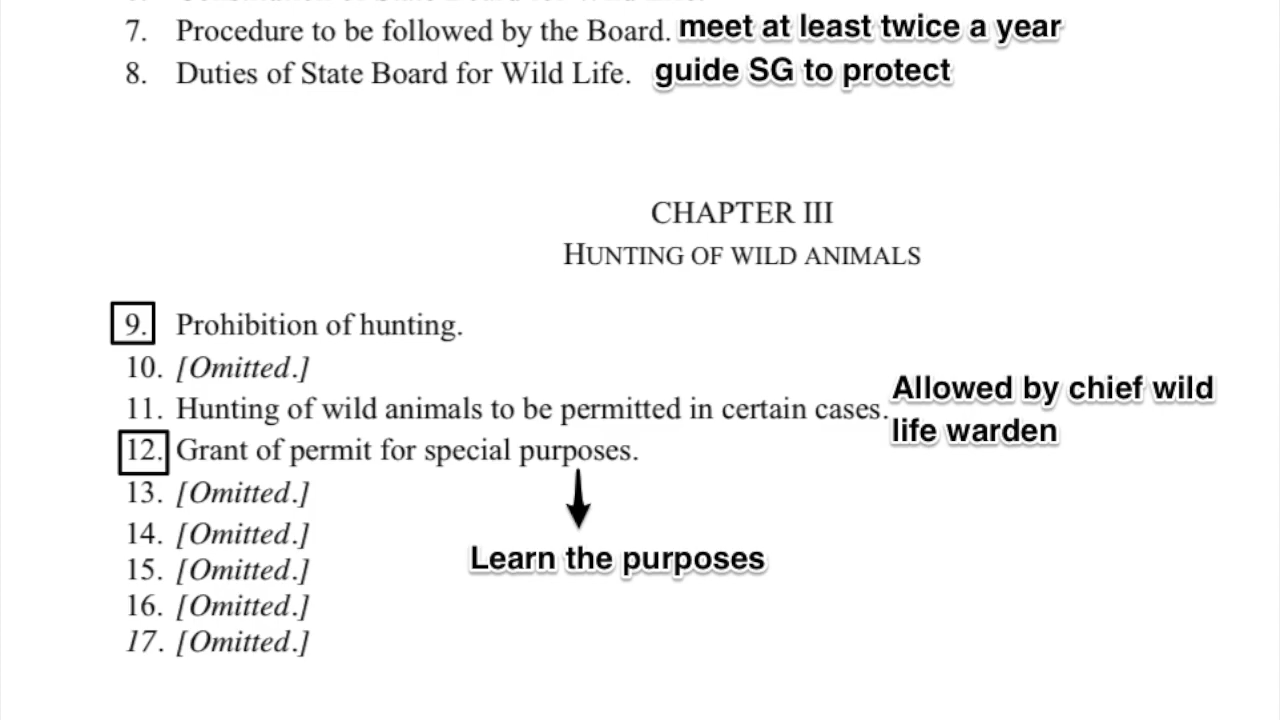 7. Procedure to be followed by the Board. meet at least twice a year
8. Duties of State Board for Wild Life. guide SG to protect
CHAPTER III
HUNTING OF WILD ANIMALS
9. Prohibition of hunting.
10. [Omitted.]
11. Hunting of wild animals to be permitted in certain cases. Allowed by chief wild
life warden
12. Grant of permit for special purposes.
13. [Omitted.]
14. [Omitted.]
Learn the purposes
15. [Omitted.]
16. [Omitted.]
17. [Omitted.]